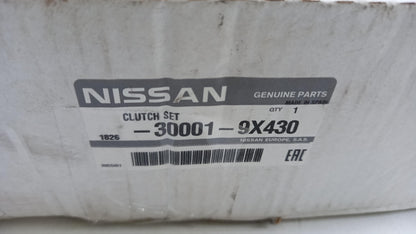 NISSAN GENUINE PARTS
MADE IN SPAIN
CLUTCH SET QTY 1
-30001-9X430
1826 NISSAN EUROPE, S.A.S.
EAC